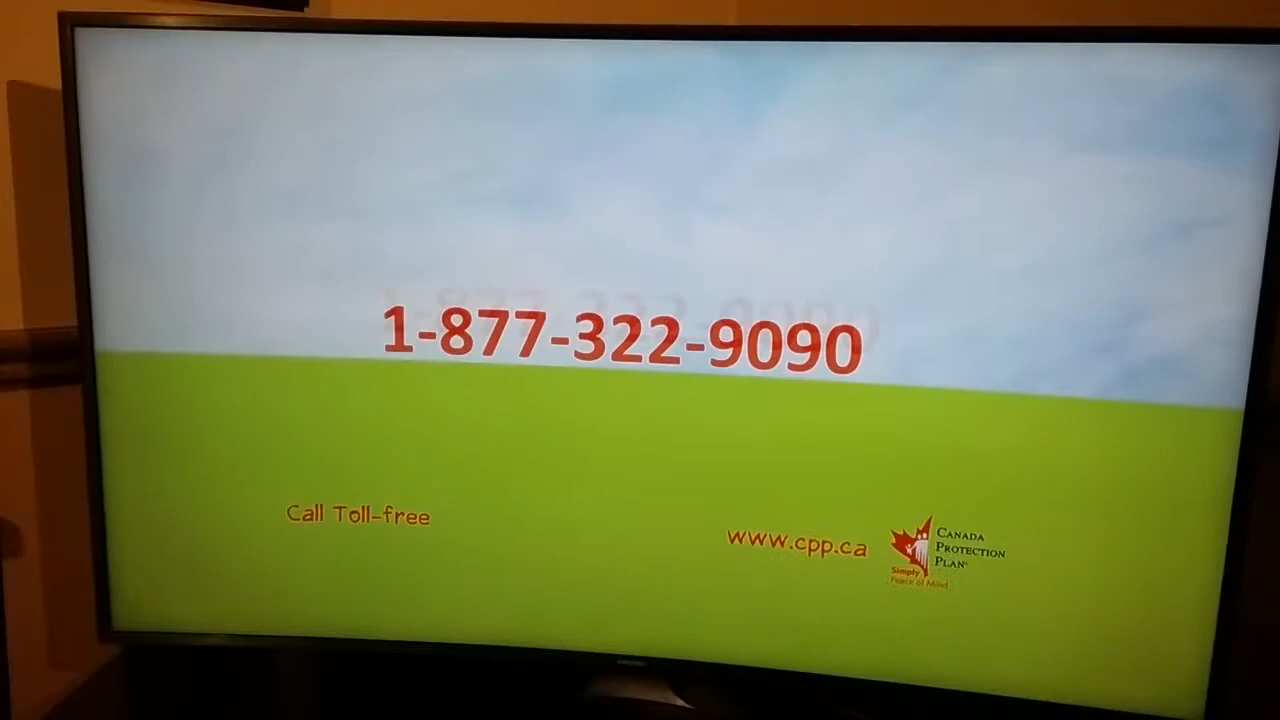 1-877-322-9090
Call Toll-free
www.cpp.ca
CANADA
PROTECTION
PLAN
Simply
Peace of Mind